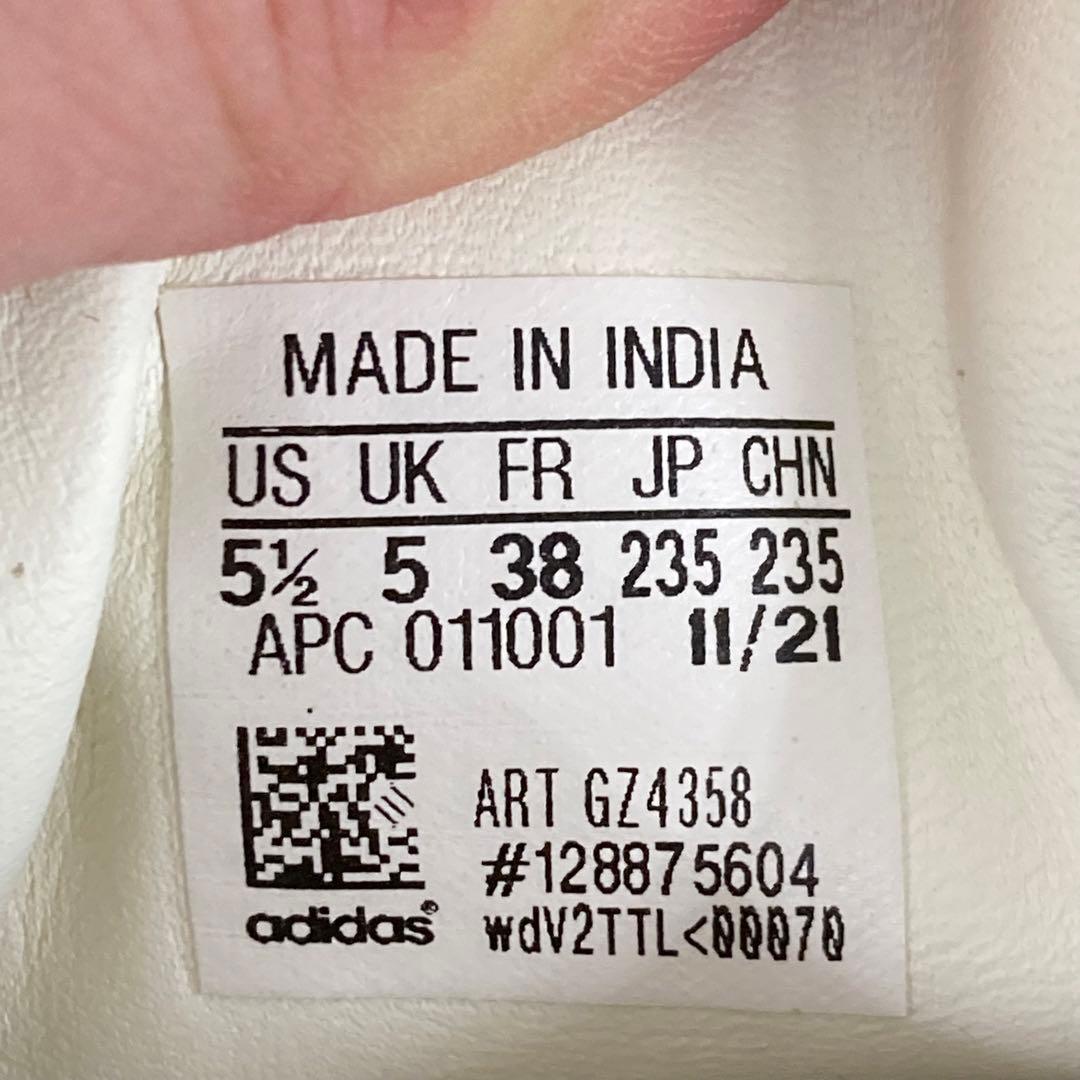 MADE IN INDIA
US UK FR JP CHN
5½ 5 38 235 235
APC 011001 11/21
ART GZ4358
#128875604
adidas®
wdV2TTL<00070